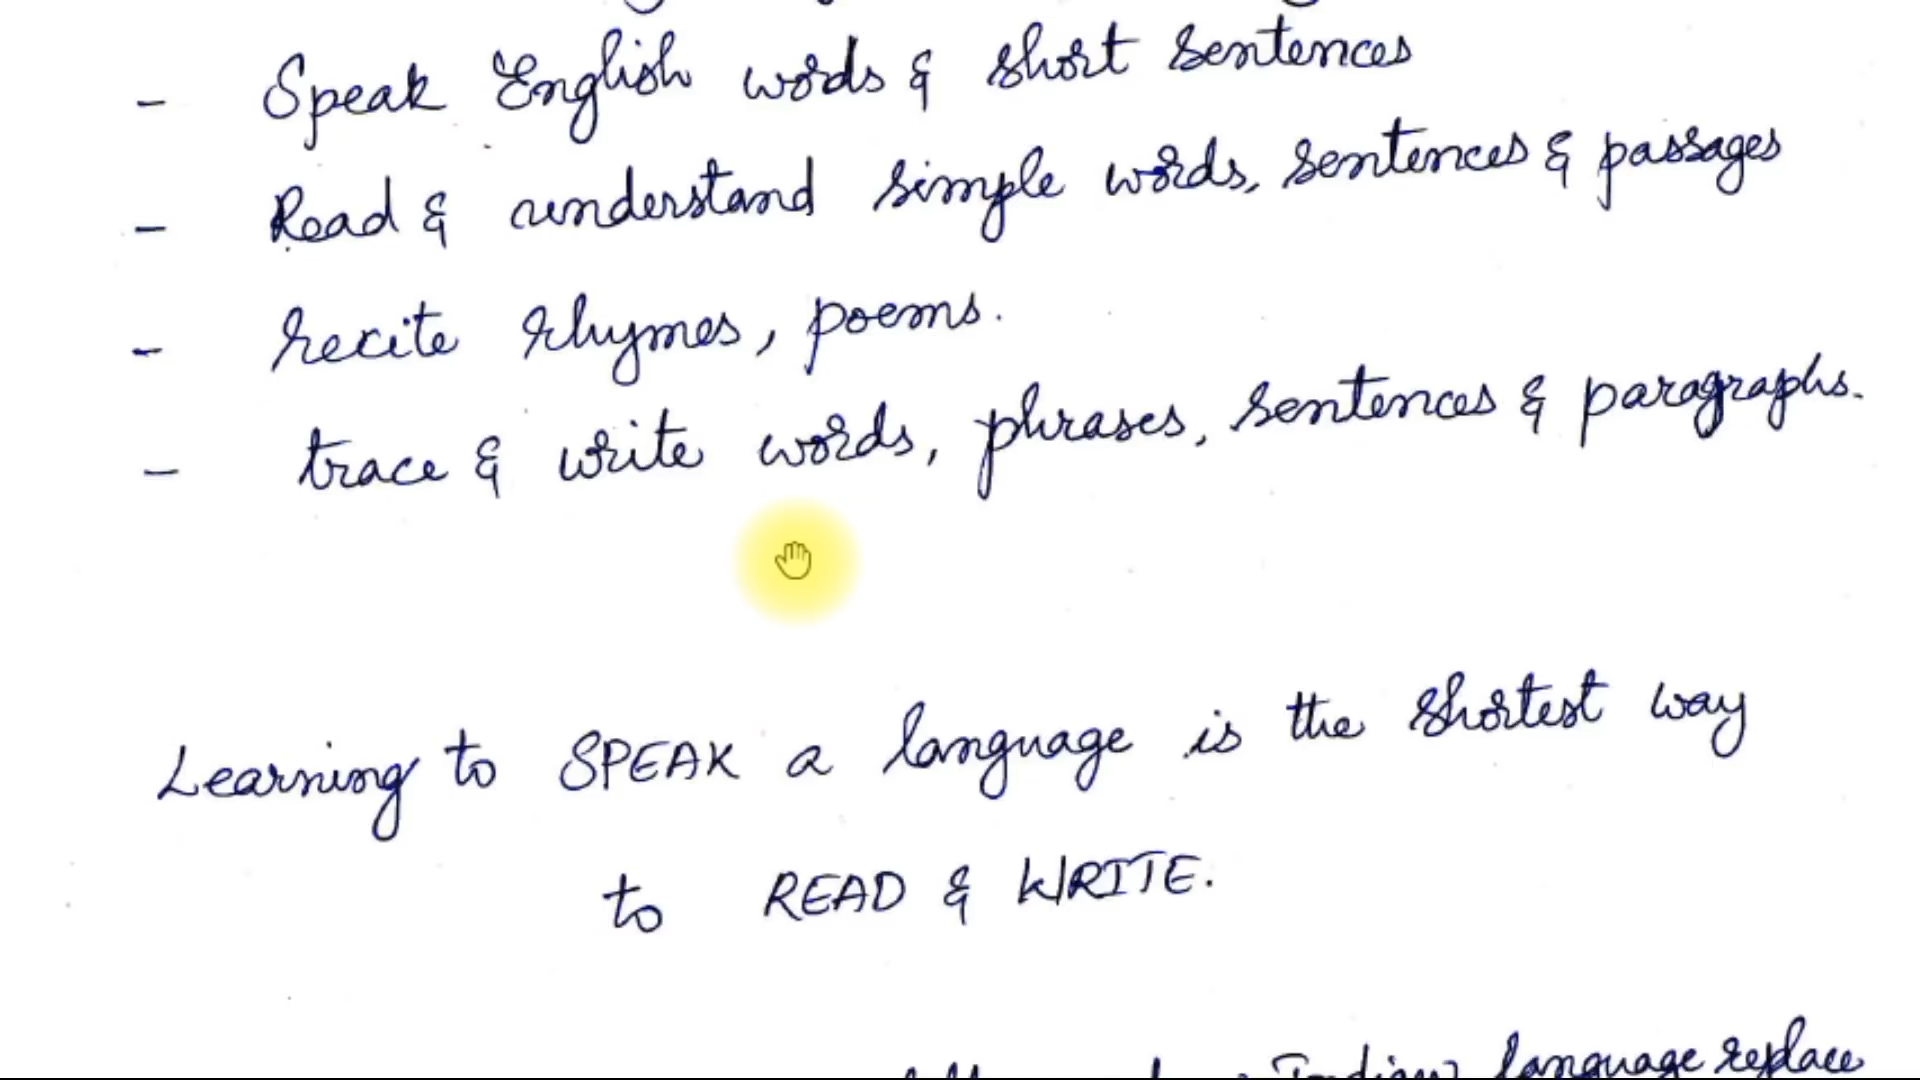 - Speak English words & short sentences
- Read & understand simple words, sentences & passages
- recite rhymes, poems.
- trace & write words, phrases, sentences & paragraphs.
Learning to SPEAK a language is the shortest way
to READ & WRITE.
Indian language replace